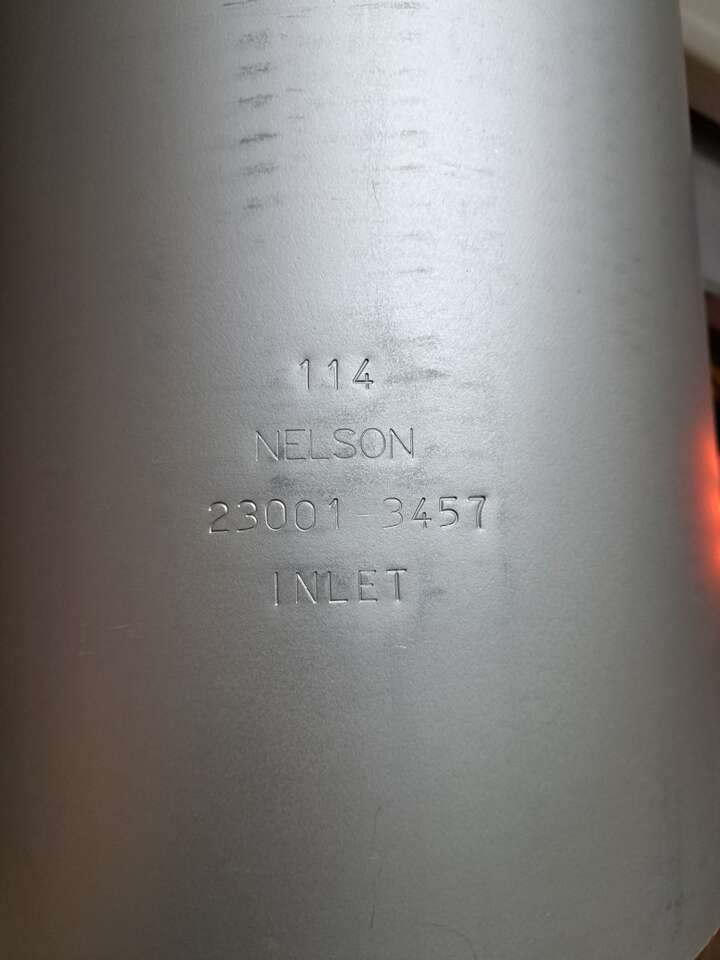 114
NELSON
23001-3457
INLET